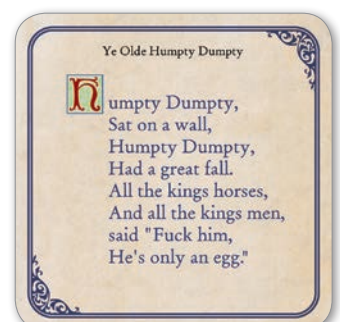 Ye Olde Humpty Dumpty
numpty Dumpty,
Sat on a wall,
Humpty Dumpty,
Had a great fall.
All the kings horses,
And all the kings men,
said "Fuck him,
He's only an egg."